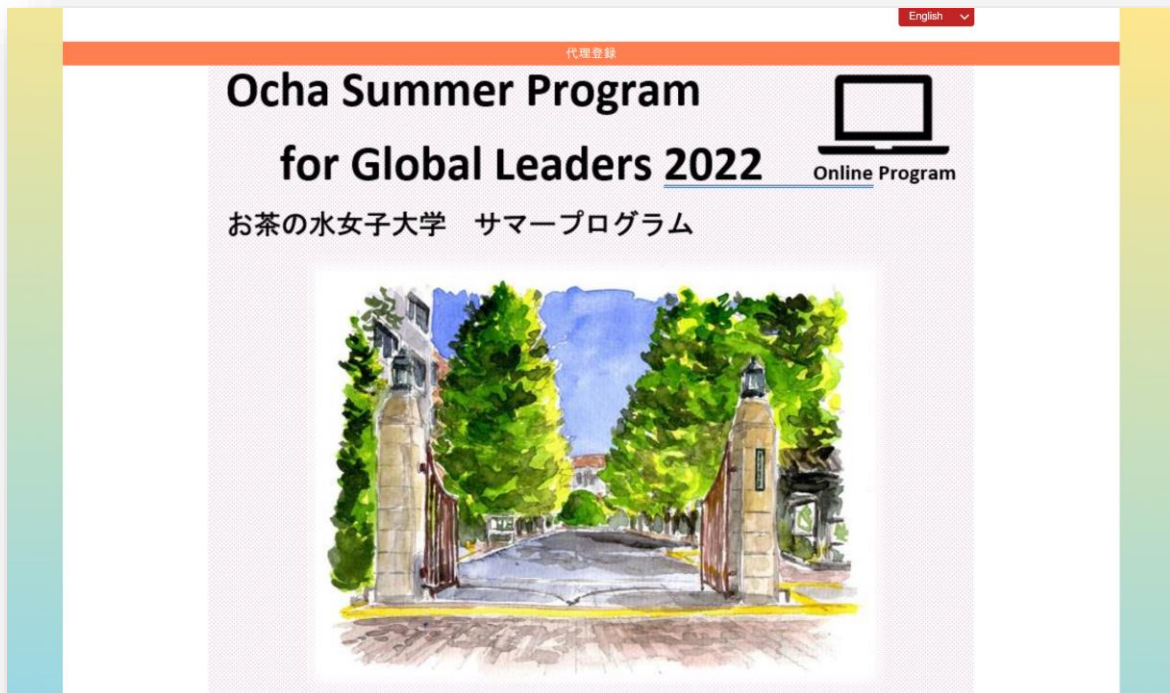 English
代理登録
Ocha Summer Program
for Global Leaders 2022
Online Program
お茶の水女子大学　サマープログラム